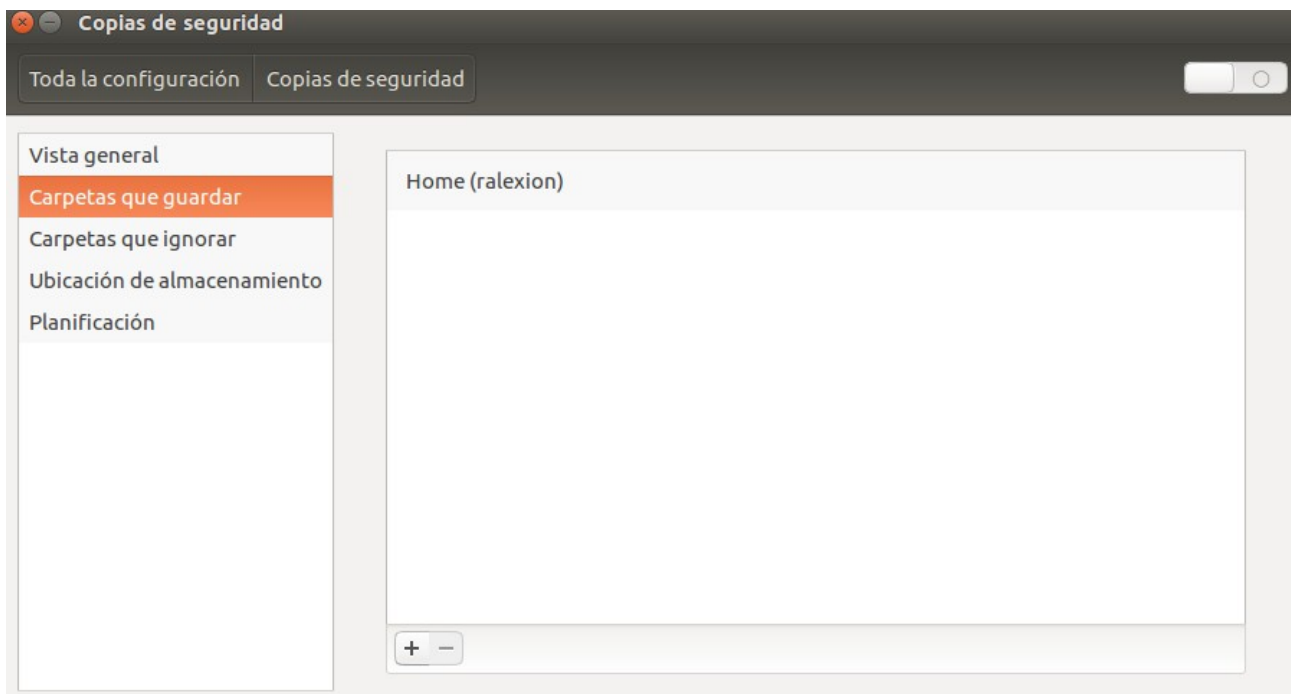 Copias de seguridad
Toda la configuración Copias de seguridad
Vista general
Carpetas que guardar
Carpetas que ignorar
Ubicación de almacenamiento
Planificación
Home (ralexion)
+ −